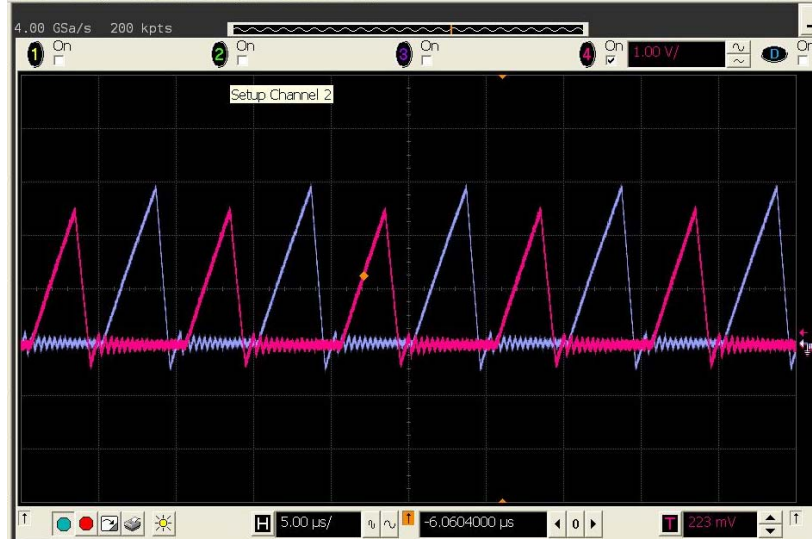 4.00 GSa/s 200 kpts
1 On 2 On 3 On 4 On 1.00 V/ D On
Setup Channel 2
H 5.00 µs/ -6.0604000 µs 0 T 223 mV